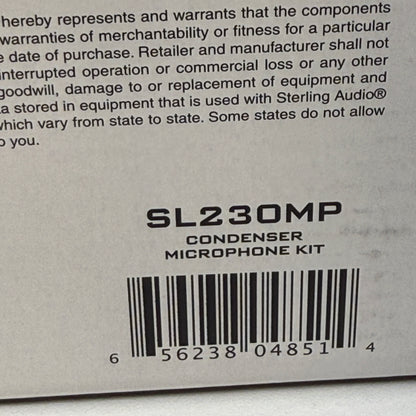 hereby represents and warrants that the components
warranties of merchantability or fitness for a particular
date of purchase. Retailer and manufacturer shall not
interrupted operation or commercial loss or any other
goodwill, damage to or replacement of equipment and
stored in equipment that is used with Sterling Audio®
which vary from state to state. Some states do not allow
you.
SL230MP
CONDENSER
MICROPHONE KIT
6 56238 04851 4